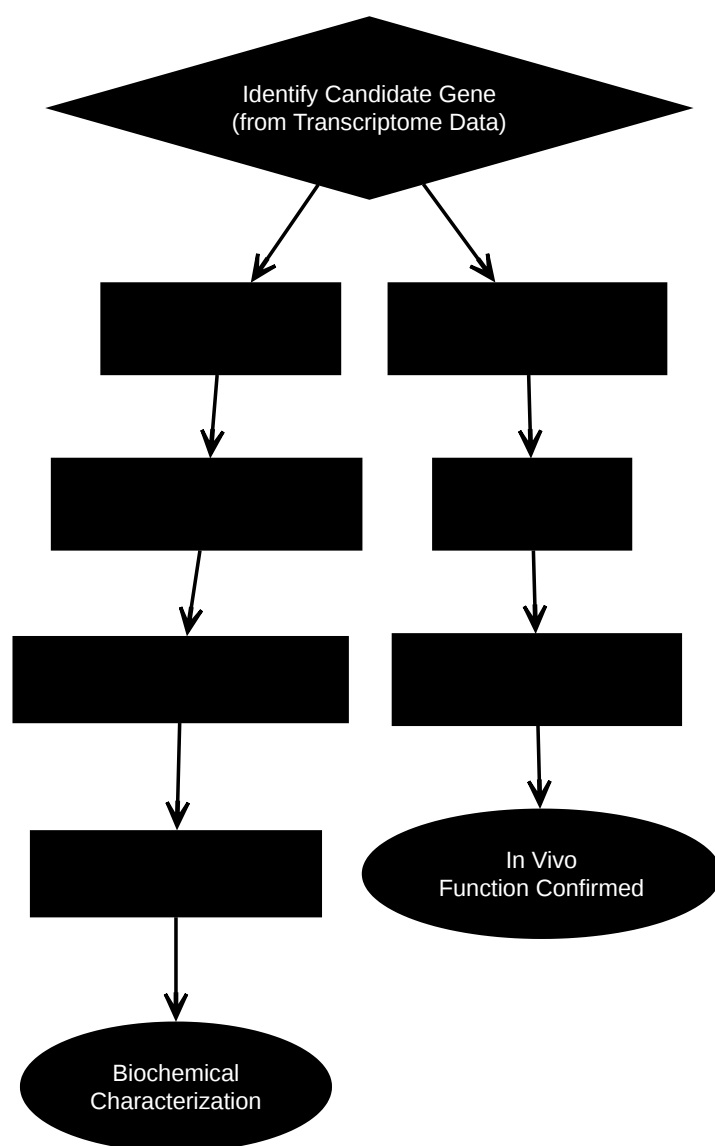 Identify Candidate Gene
(from Transcriptome Data)
In Vivo
Function Confirmed
Biochemical
Characterization